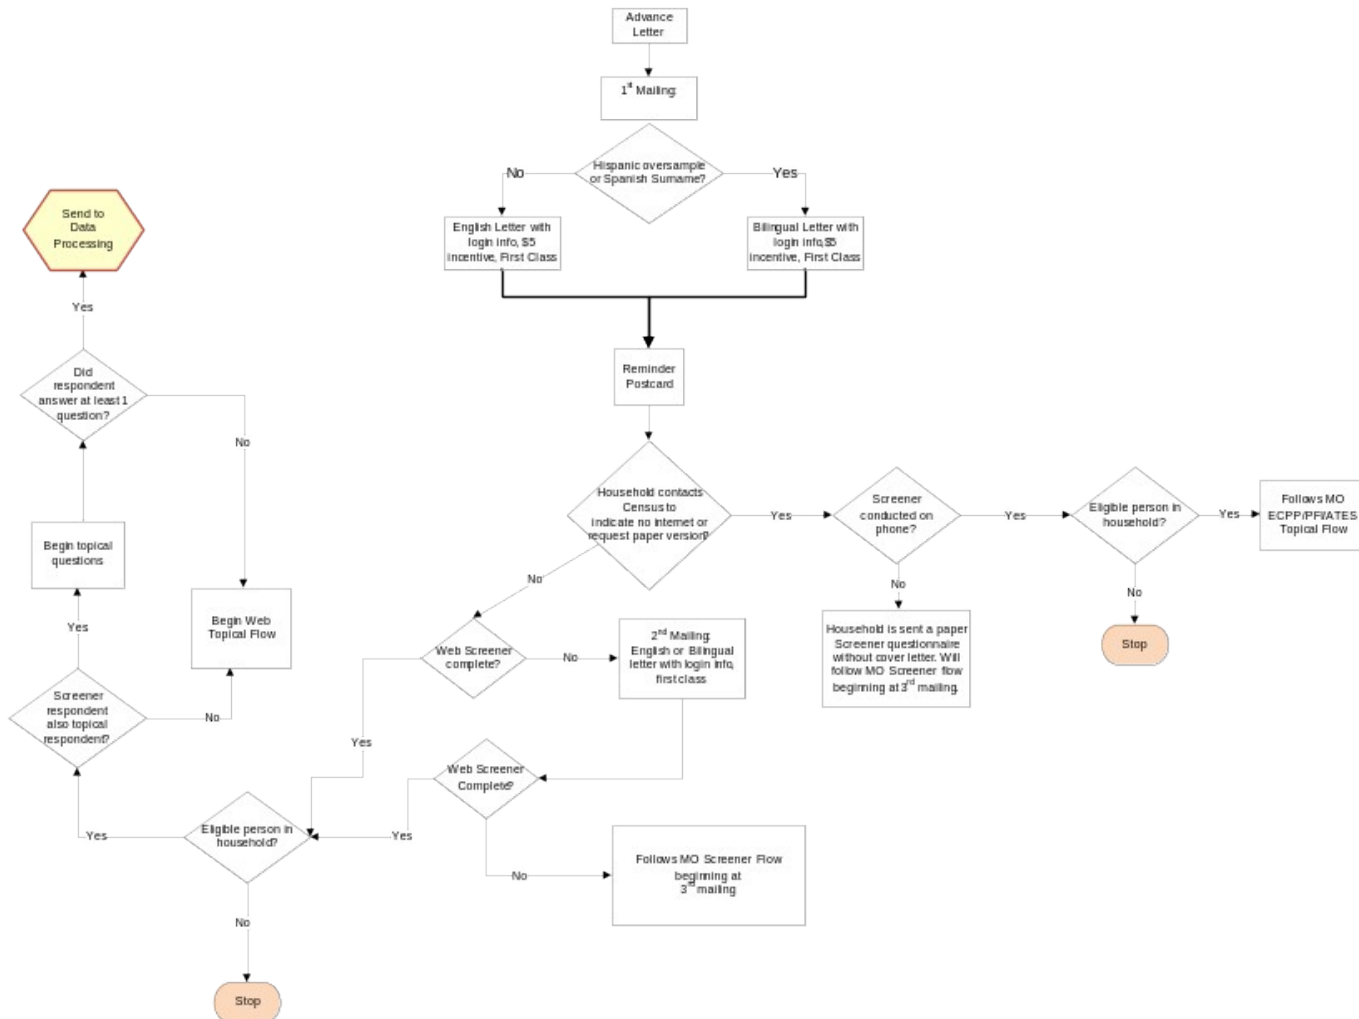 Advance
Letter
1st Mailing:
Hispanic oversample
or Spanish Surname?
No
Yes
English Letter with
login info, $5
incentive, First Class
Bilingual Letter with
login info,$5
incentive, First Class
Reminder
Postcard
Household contacts
Census to
indicate no internet or
request paper version?
Yes
Screener
conducted on
phone?
Yes
Eligible person in
household?
Yes
Follows MO
ECPP/PFI/ATES
Topical Flow
No
Household is sent a paper
Screener questionnaire
without cover letter. Will
follow MO Screener flow
beginning at 3rd mailing.
No
Stop
No
Web Screener
complete?
No
2nd Mailing:
English or Bilingual
letter with login info,
first class
Yes
Web Screener
Complete?
Yes
No
Follows MO Screener Flow
beginning at
3rd mailing
Eligible person in
household?
No
Stop
Yes
Screener
respondent
also topical
respondent?
No
Begin Web
Topical Flow
Yes
Begin topical
questions
Did
respondent
answer at least 1
question?
No
Yes
Send to
Data
Processing